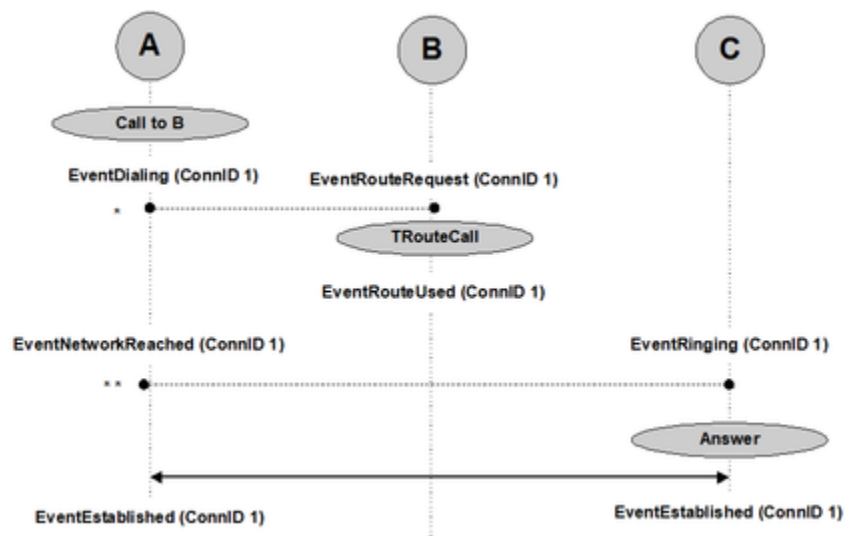 A B C
Call to B
EventDialing (ConnID 1) EventRouteRequest (ConnID 1)
*
TRouteCall
EventRouteUsed (ConnID 1)
EventNetworkReached (ConnID 1) EventRinging (ConnID 1)
**
Answer
EventEstablished (ConnID 1) EventEstablished (ConnID 1)